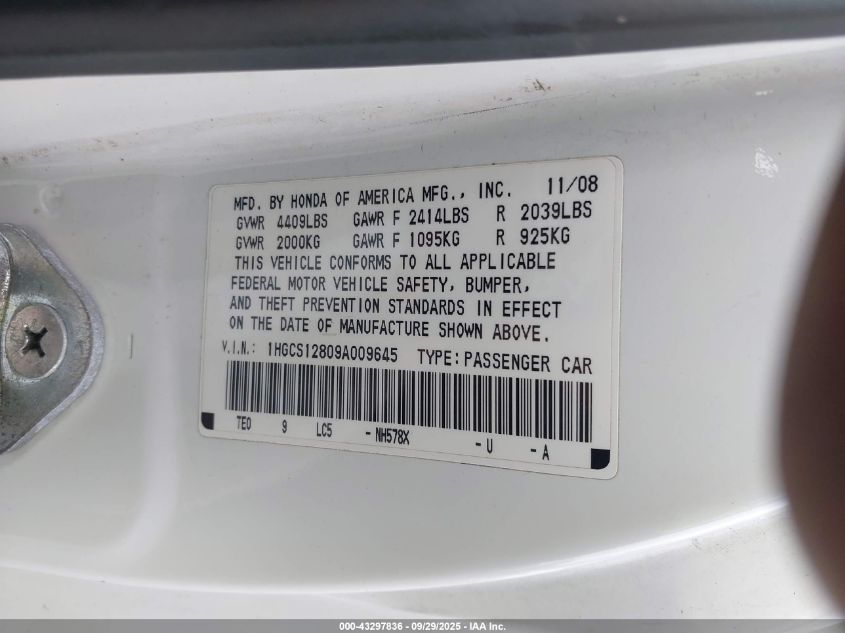 MFD. BY HONDA OF AMERICA MFG., INC. 11/08
GVWR 4409LBS GAWR F 2414LBS R 2039LBS
GVWR 2000KG GAWR F 1095KG R 925KG
THIS VEHICLE CONFORMS TO ALL APPLICABLE
FEDERAL MOTOR VEHICLE SAFETY, BUMPER,
AND THEFT PREVENTION STANDARDS IN EFFECT
ON THE DATE OF MANUFACTURE SHOWN ABOVE.
V.I.N.: 1HGCS12809A009645 TYPE:PASSENGER CAR
TE0 9 LC5 - NH578X - U - A
000-43297836 - 09/29/2025 - IAA Inc.